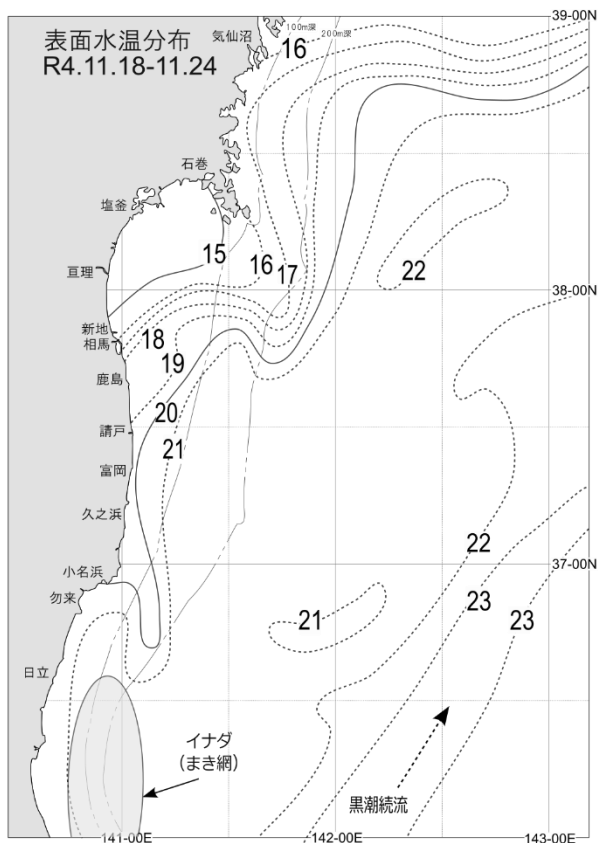 表面水温分布
R4.11.18-11.24
気仙沼
100m深
200m深
39-00N
16
石巻
塩釜
15
16
17
22
亘理
38-00N
新地
相馬
18
19
鹿島
20
請戸
21
富岡
久之浜
22
37-00N
小名浜
勿来
21
23
23
日立
イナダ
(まき網)
黒潮続流
141-00E
142-00E
143-00E